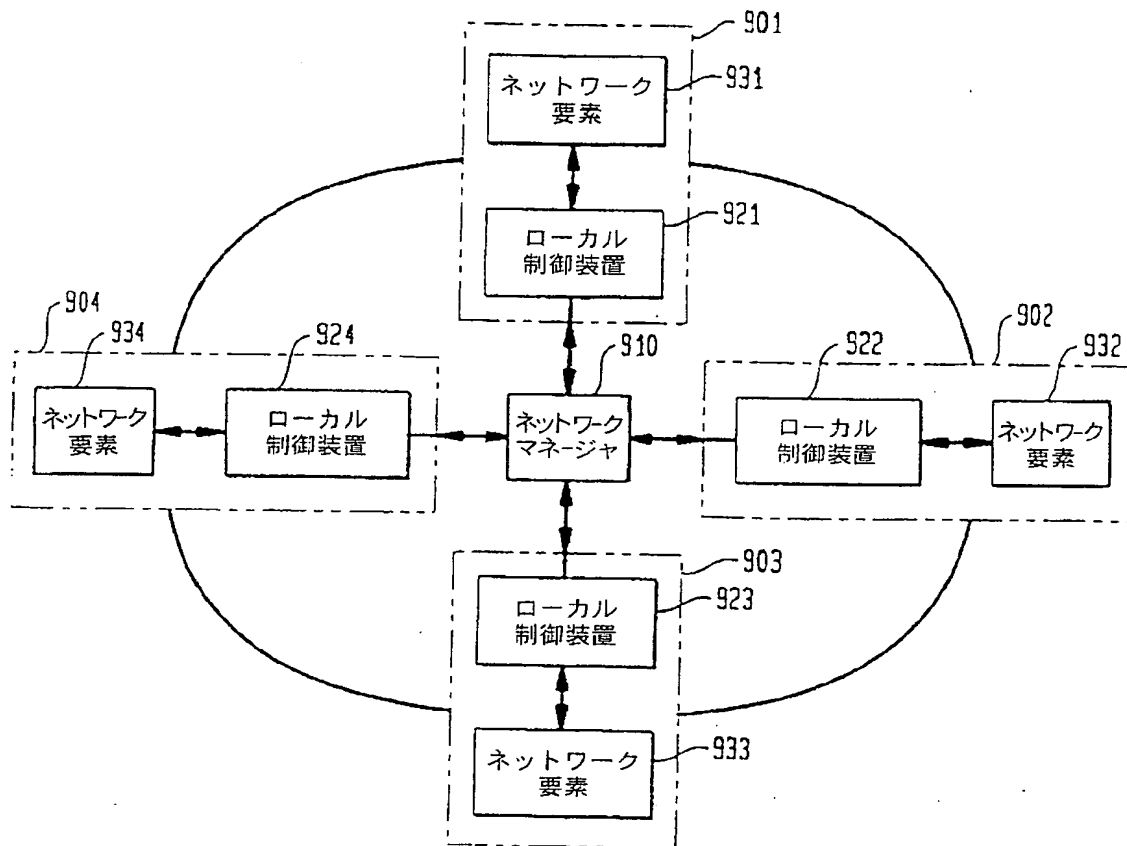 901
ネットワーク
要素
931
ローカル
制御装置
921
904
934
ネットワーク
要素
924
ローカル
制御装置
910
ネットワーク
マネージャ
902
922
ローカル
制御装置
932
ネットワーク
要素
903
ローカル
制御装置
923
ネットワーク
要素
933